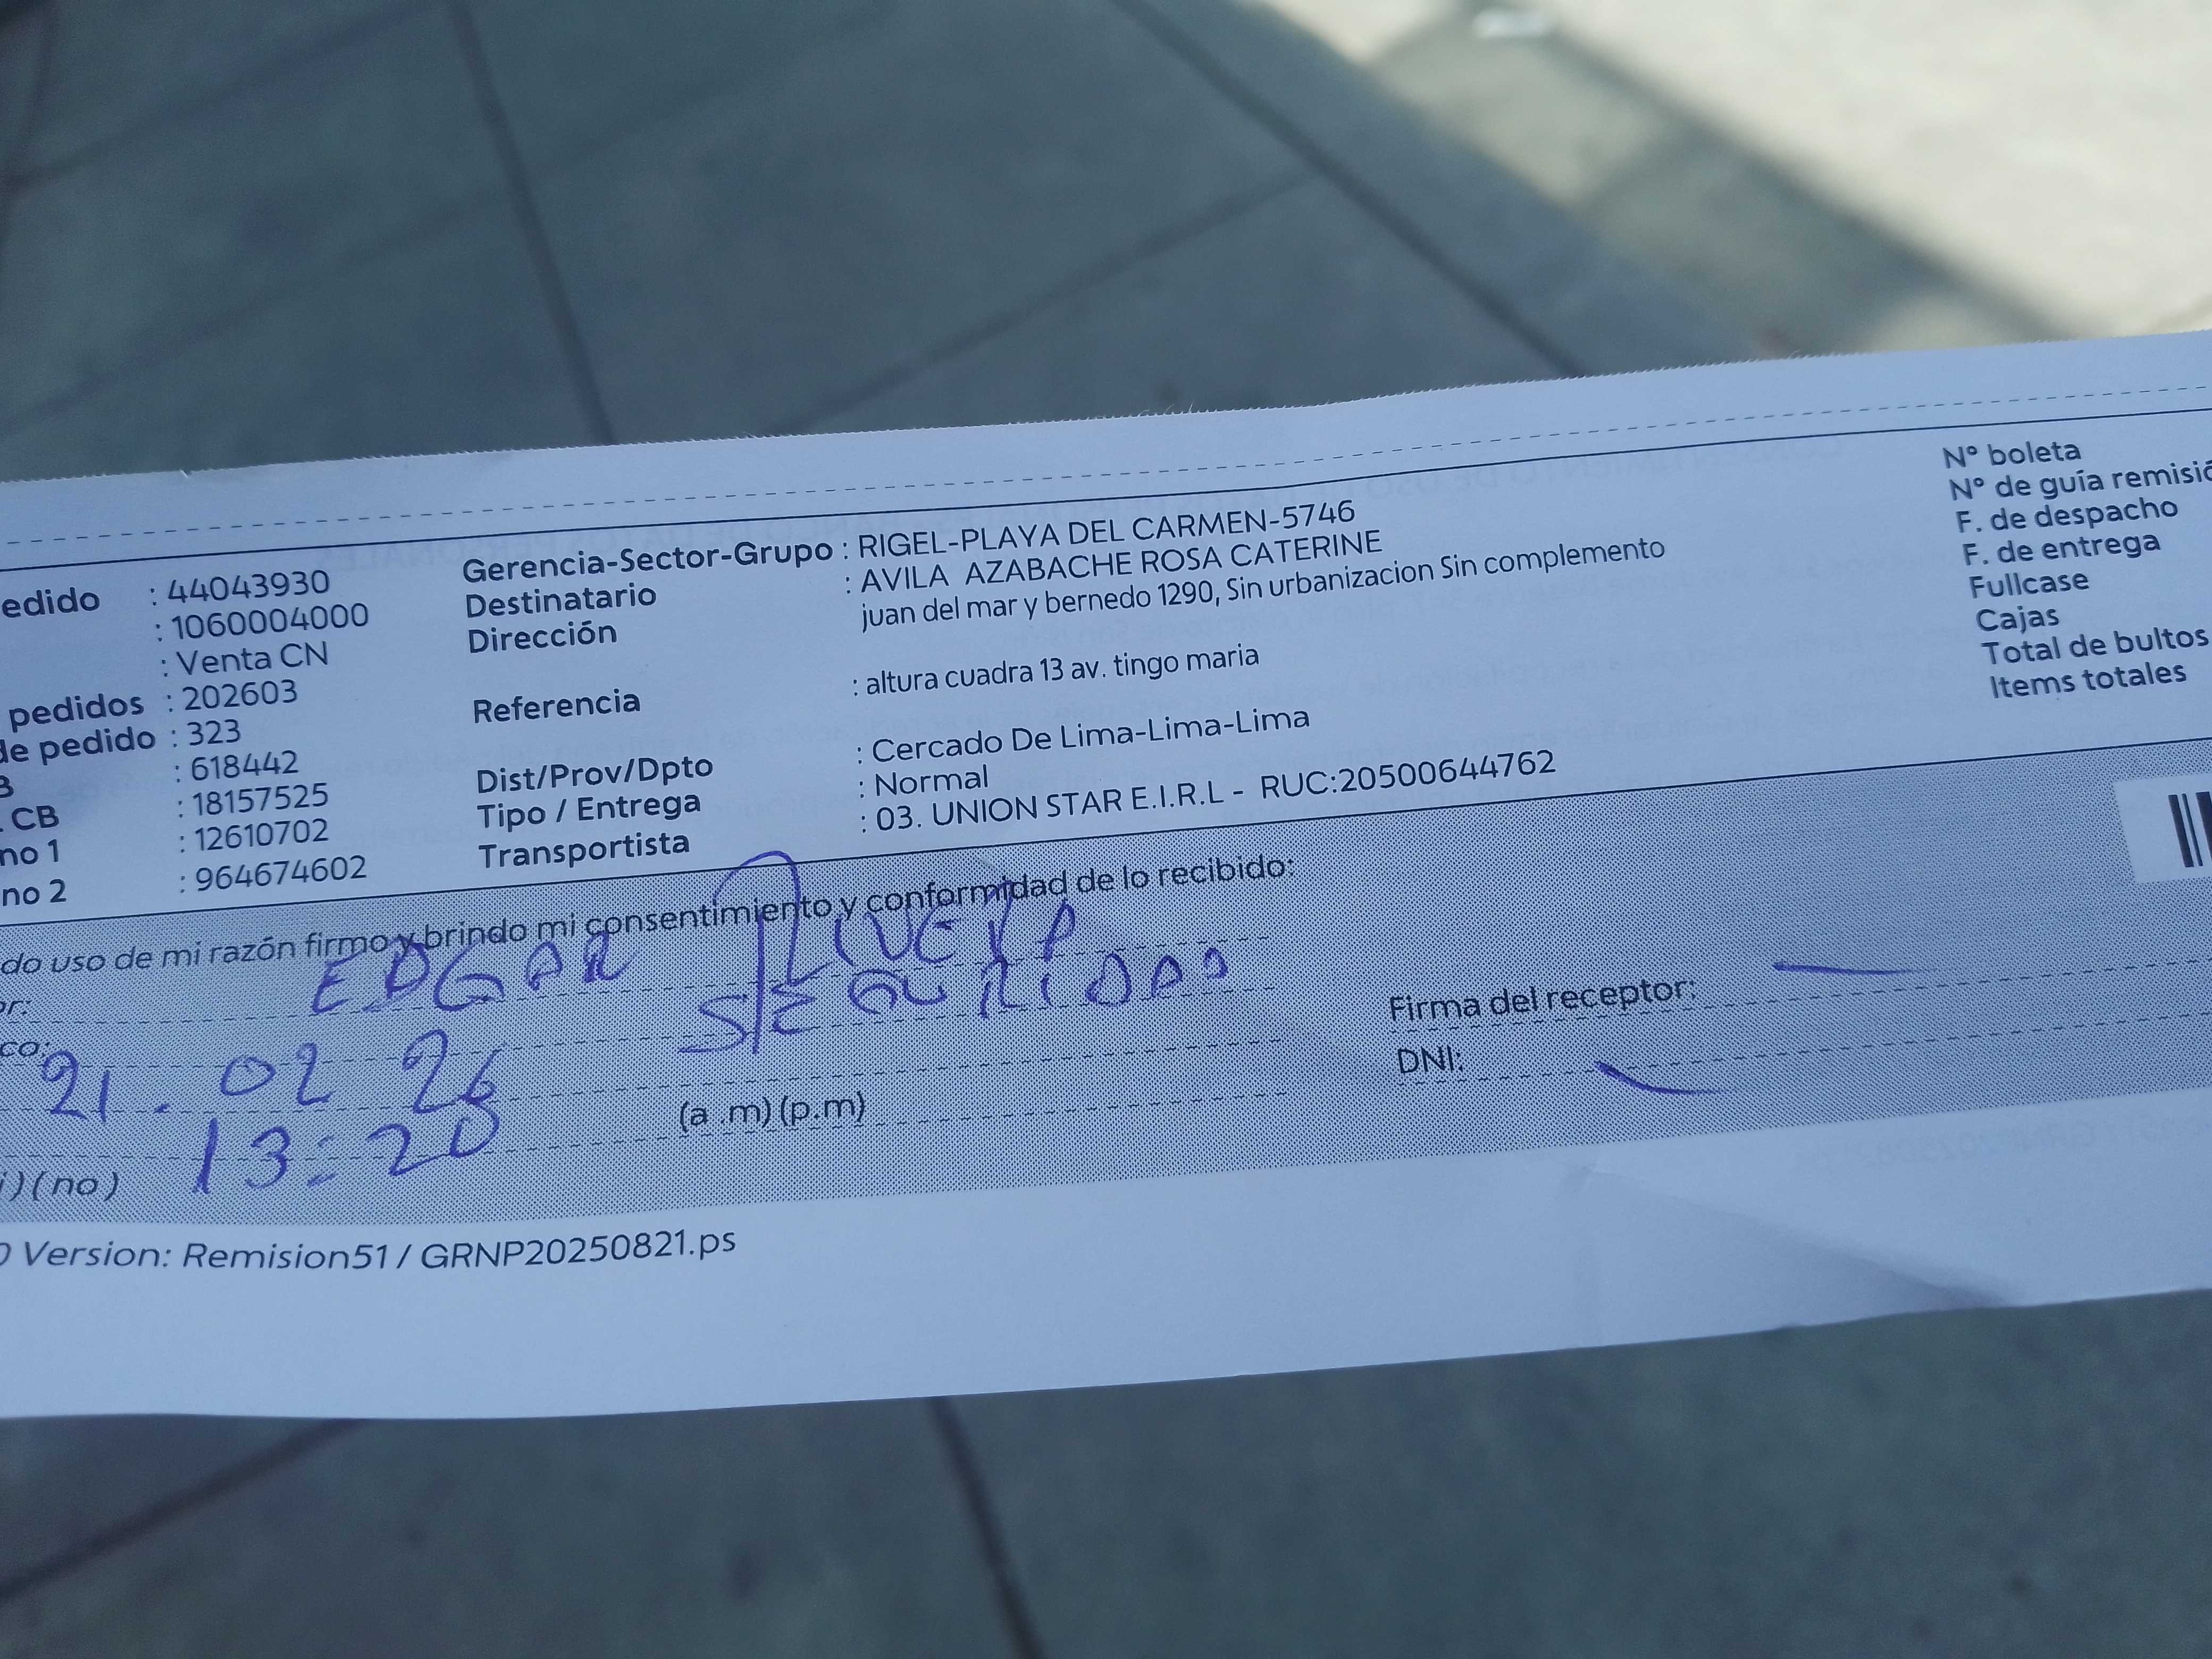 edido : 44043930
: 1060004000
: Venta CN
pedidos : 202603
de pedido : 323
B : 618442
. CB : 18157525
no 1 : 12610702
no 2 : 964674602
Gerencia-Sector-Grupo : RIGEL-PLAYA DEL CARMEN-5746
Destinatario : AVILA AZABACHE ROSA CATERINE
Dirección juan del mar y bernedo 1290, Sin urbanizacion Sin complemento
Referencia : altura cuadra 13 av. tingo maria
Dist/Prov/Dpto : Cercado De Lima-Lima-Lima
Tipo / Entrega : Normal
Transportista : 03. UNION STAR E.I.R.L - RUC:20500644762
N° boleta
N° de guía remisió
F. de despacho
F. de entrega
Fullcase
Cajas
Total de bultos
Items totales
do uso de mi razón firmo y brindo mi consentimiento y conformidad de lo recibido:
or: EDGAR
SEGURIDAD
co:
21 . 02 26
13:20 (a .m) (p.m)
i) (no)
Firma del receptor:
DNI:
Version: Remision51 / GRNP20250821.ps